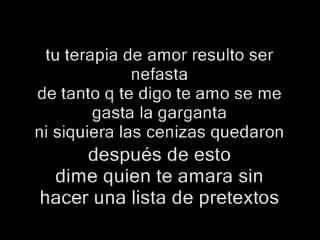 tu terapia de amor resulto ser
nefasta
de tanto q te digo te amo se me
gasta la garganta
ni siquiera las cenizas quedaron
después de esto
dime quien te amara sin
hacer una lista de pretextos